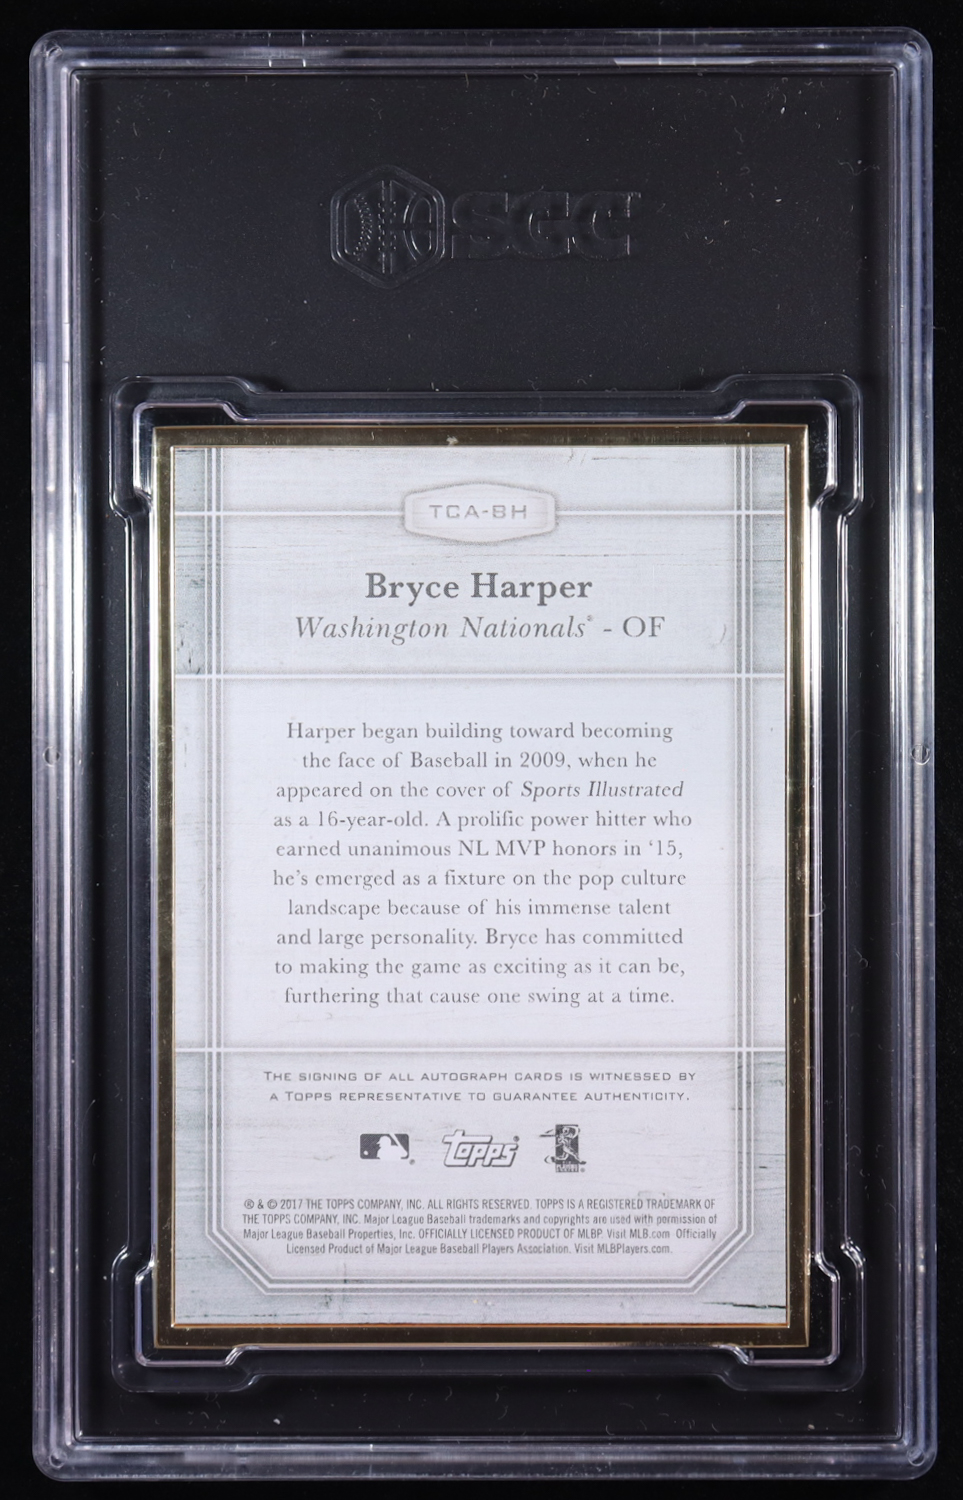 SGC
TCA-BH
Bryce Harper
Washington Nationals® - OF
Harper began building toward becoming
the face of Baseball in 2009, when he
appeared on the cover of Sports Illustrated
as a 16-year-old. A prolific power hitter who
earned unanimous NL MVP honors in ‘15,
he’s emerged as a fixture on the pop culture
landscape because of his immense talent
and large personality. Bryce has committed
to making the game as exciting as it can be,
furthering that cause one swing at a time.
THE SIGNING OF ALL AUTOGRAPH CARDS IS WITNESSED BY
A TOPPS REPRESENTATIVE TO GUARANTEE AUTHENTICITY.
topps®
® & © 2017 THE TOPPS COMPANY, INC. ALL RIGHTS RESERVED. TOPPS IS A REGISTERED TRADEMARK OF
THE TOPPS COMPANY, INC. Major League Baseball trademarks and copyrights are used with permission of
Major League Baseball Properties, Inc. OFFICIALLY LICENSED PRODUCT OF MLBP. Visit MLB.com Officially
Licensed Product of Major League Baseball Players Association. Visit MLBPlayers.com.